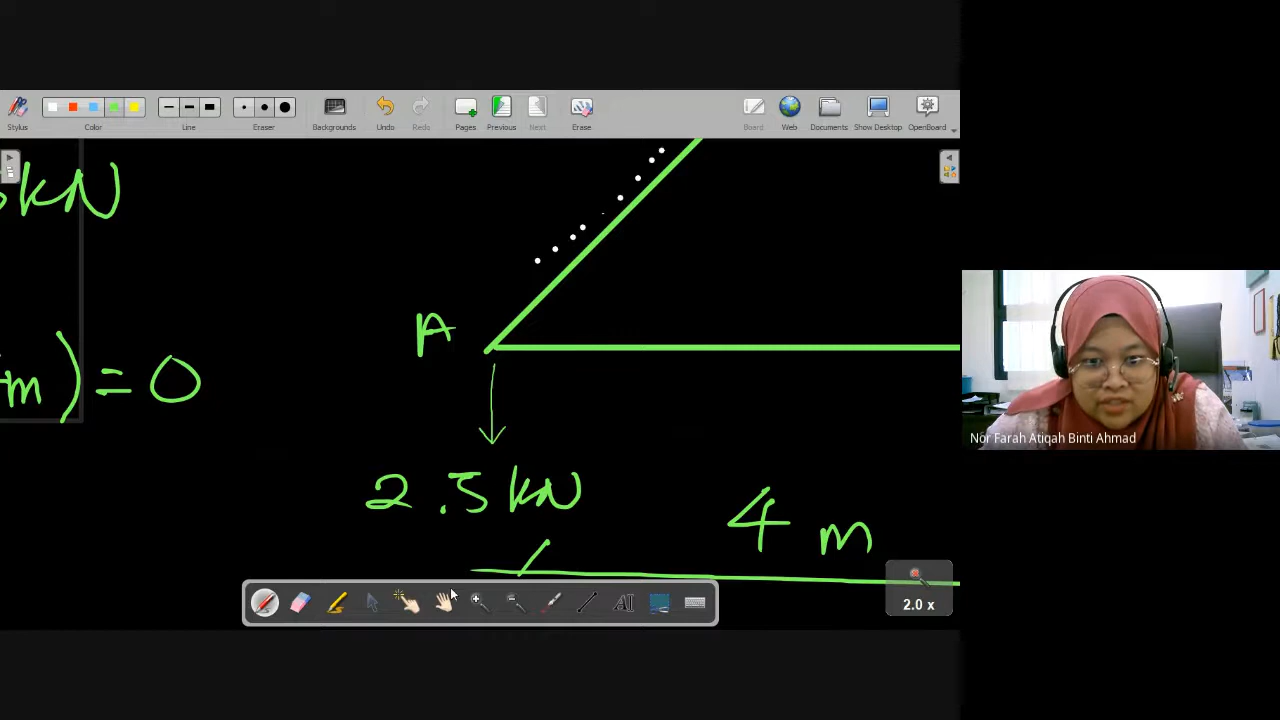 Stylus Color Line Eraser Backgrounds Undo Redo Pages Previous Next Erase Board Web Documents Show Desktop OpenBoard
kN
m) = 0
A
2.5 kN
4 m
2.0 x
Nor Farah Atiqah Binti Ahmad